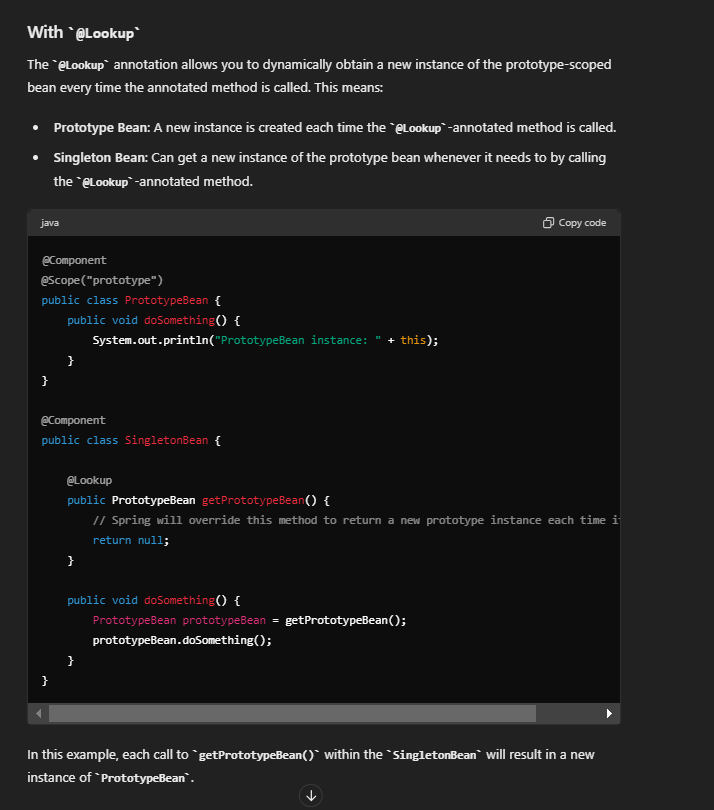 With `@Lookup`
The `@Lookup` annotation allows you to dynamically obtain a new instance of the prototype-scoped
bean every time the annotated method is called. This means:
• Prototype Bean: A new instance is created each time the `@Lookup`-annotated method is called.
• Singleton Bean: Can get a new instance of the prototype bean whenever it needs to by calling
the `@Lookup`-annotated method.
java Copy code
@Component
@Scope("prototype")
public class PrototypeBean {
    public void doSomething() {
        System.out.println("PrototypeBean instance: " + this);
    }
}
@Component
public class SingletonBean {
    @Lookup
    public PrototypeBean getPrototypeBean() {
        // Spring will override this method to return a new prototype instance each time
        return null;
    }
    public void doSomething() {
        PrototypeBean prototypeBean = getPrototypeBean();
        prototypeBean.doSomething();
    }
}
In this example, each call to `getPrototypeBean()` within the `SingletonBean` will result in a new
instance of `PrototypeBean`.